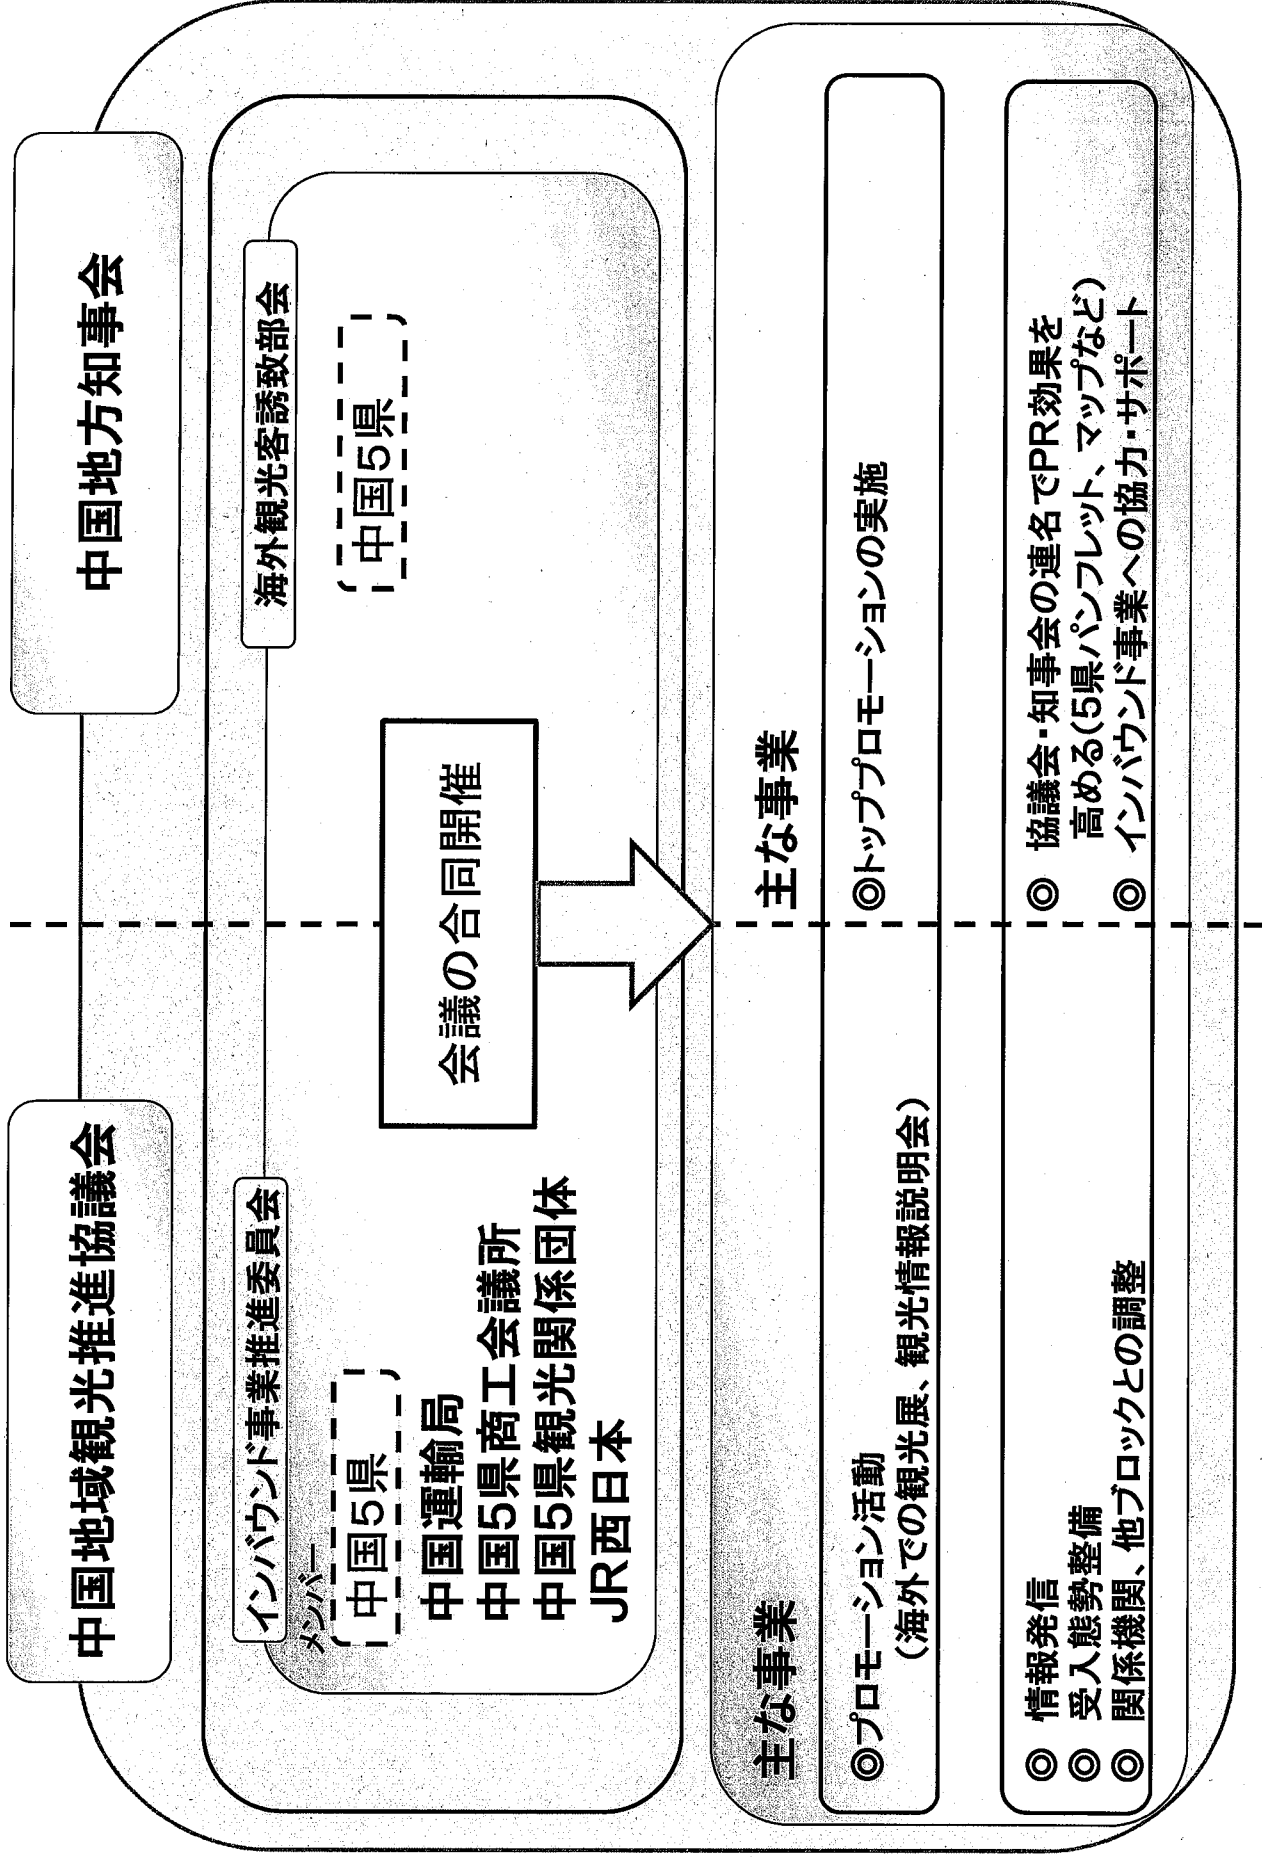 中国地域観光推進協議会
中国地方知事会
インバウンド事業推進委員会
海外観光客誘致部会
メンバー
中国5県
中国運輸局
中国5県商工会議所
中国5県観光関係団体
JR西日本
中国5県
会議の合同開催
主な事業
◎プロモーション活動
(海外での観光展、観光情報説明会)
◎ 情報発信
◎ 受入態勢整備
◎ 関係機関、他ブロックとの調整
主な事業
◎トッププロモーションの実施
◎ 協議会・知事会の連名でPR効果を
高める(5県パンフレット、マップなど)
◎ インバウンド事業への協力・サポート